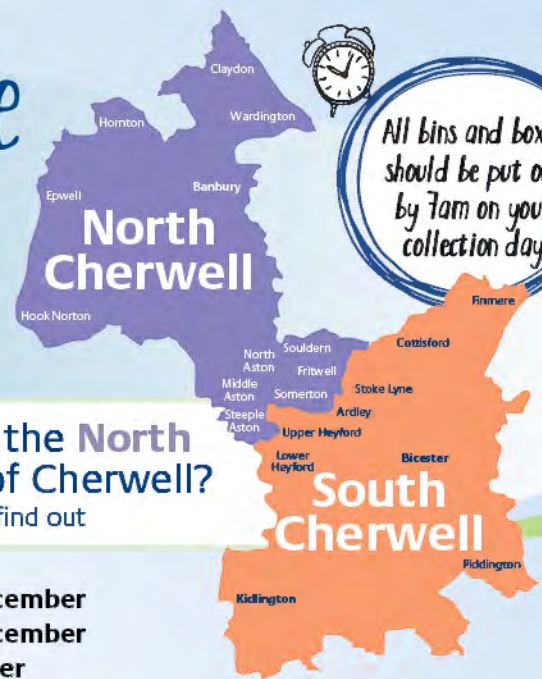 Claydon
Hornton
Wardington
Epwell
Banbury
North
Cherwell
Hook Norton
North
Aston
Souldern
Fritwell
Middle
Aston
Somerton
Steeple
Aston
All bins and box
should be put o
by 7am on you
collection day
Finmere
Cottisford
Stoke Lyne
Ardley
Upper Heyford
Lower
Heyford
Bicester
South
Cherwell
Piddington
Kidlington
the North
of Cherwell?
find out
cember
cember
er